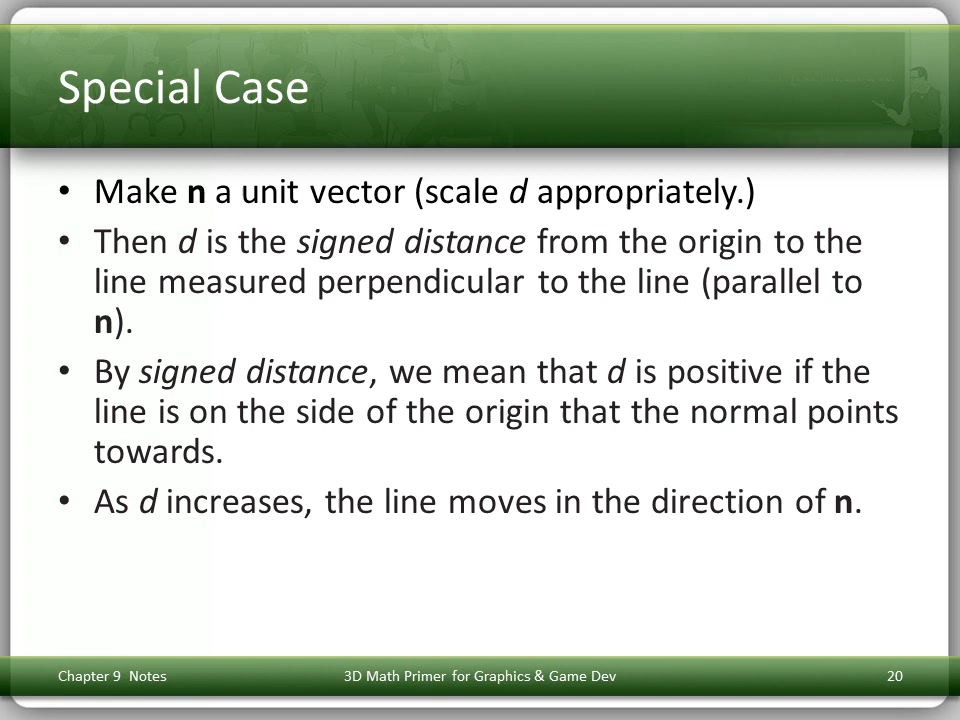 Special Case
• Make n a unit vector (scale d appropriately.)
• Then d is the signed distance from the origin to the
line measured perpendicular to the line (parallel to
n).
• By signed distance, we mean that d is positive if the
line is on the side of the origin that the normal points
towards.
• As d increases, the line moves in the direction of n.
Chapter 9 Notes
3D Math Primer for Graphics & Game Dev
20